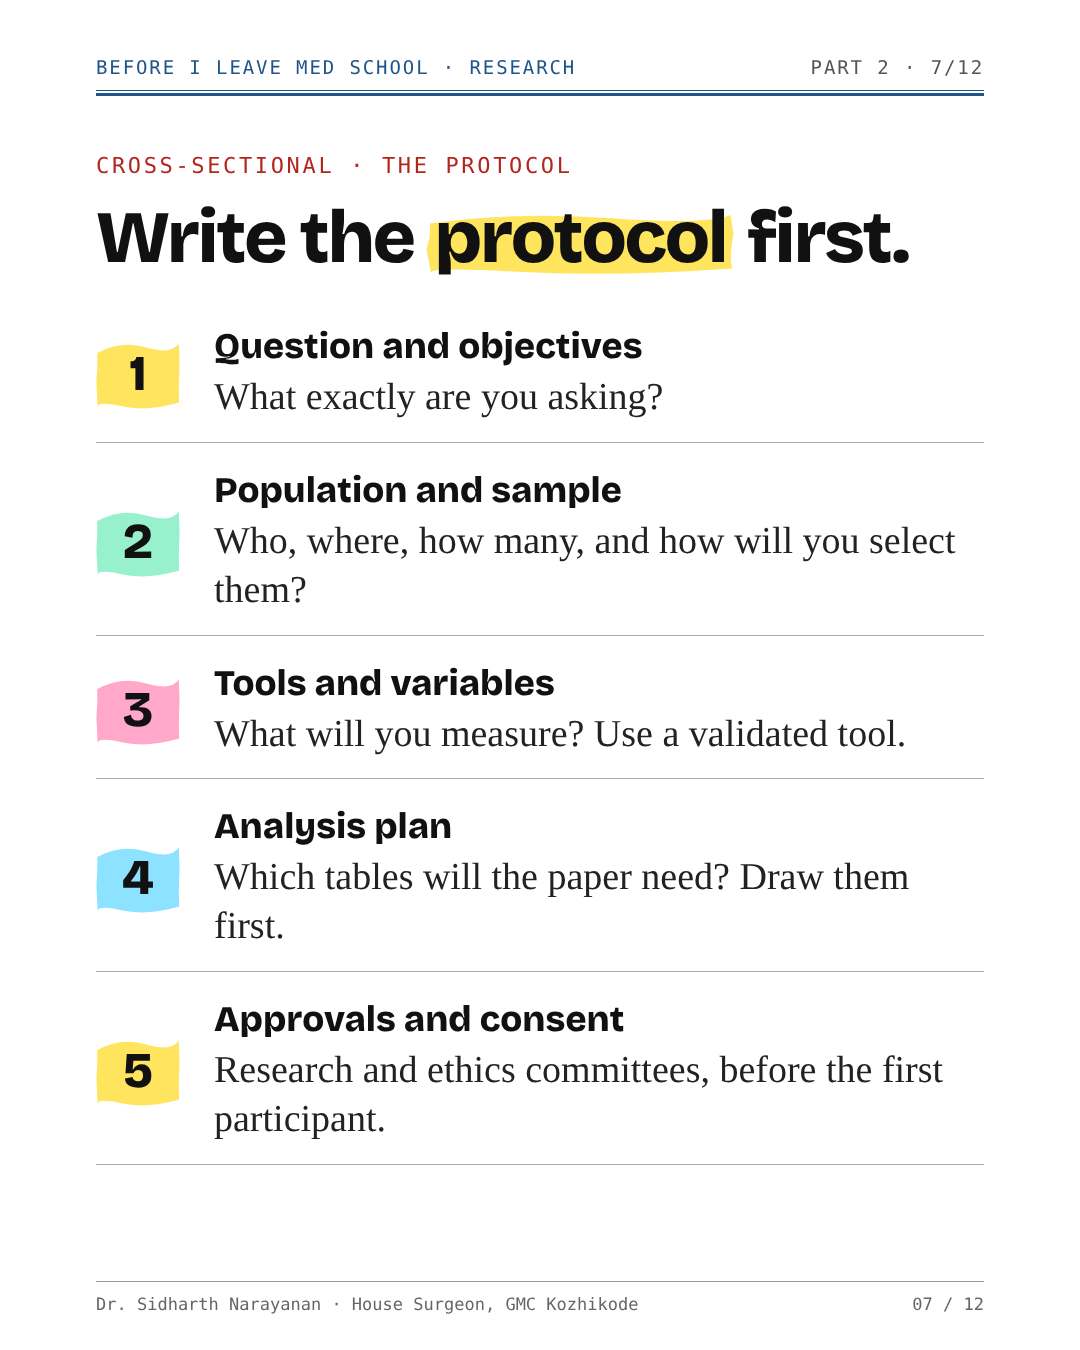 BEFORE I LEAVE MED SCHOOL · RESEARCH
PART 2 · 7/12
CROSS-SECTIONAL · THE PROTOCOL
Write the protocol first.
1
Question and objectives
What exactly are you asking?
2
Population and sample
Who, where, how many, and how will you select
them?
3
Tools and variables
What will you measure? Use a validated tool.
4
Analysis plan
Which tables will the paper need? Draw them
first.
5
Approvals and consent
Research and ethics committees, before the first
participant.
Dr. Sidharth Narayanan · House Surgeon, GMC Kozhikode
07 / 12